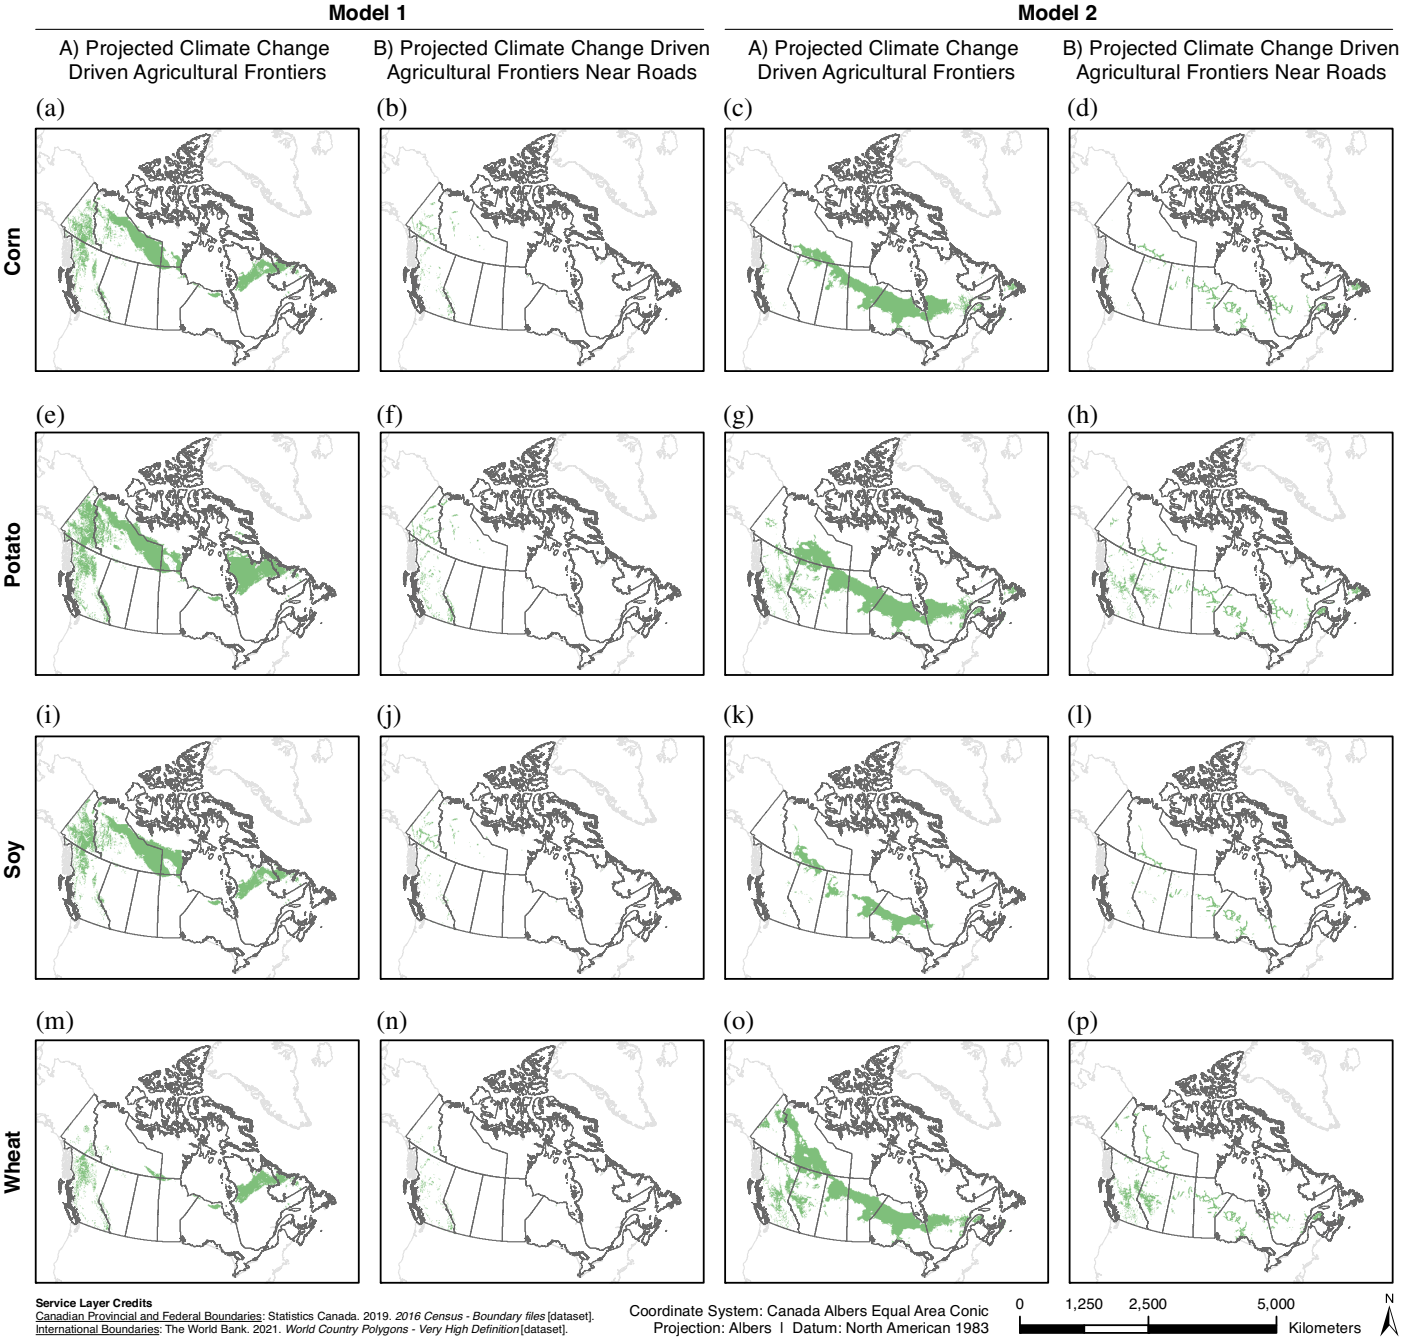 Model 1
Model 2
A) Projected Climate Change
Driven Agricultural Frontiers
B) Projected Climate Change Driven
Agricultural Frontiers Near Roads
A) Projected Climate Change
Driven Agricultural Frontiers
B) Projected Climate Change Driven
Agricultural Frontiers Near Roads
(a)
(b)
(c)
(d)
Corn
(e)
(f)
(g)
(h)
Potato
(i)
(j)
(k)
(l)
Soy
(m)
(n)
(o)
(p)
Wheat
Service Layer Credits
Canadian Provincial and Federal Boundaries: Statistics Canada. 2019. 2016 Census - Boundary files [dataset].
International Boundaries: The World Bank. 2021. World Country Polygons - Very High Definition [dataset].
Coordinate System: Canada Albers Equal Area Conic
Projection: Albers | Datum: North American 1983
0 1,250 2,500 5,000
Kilometers
N